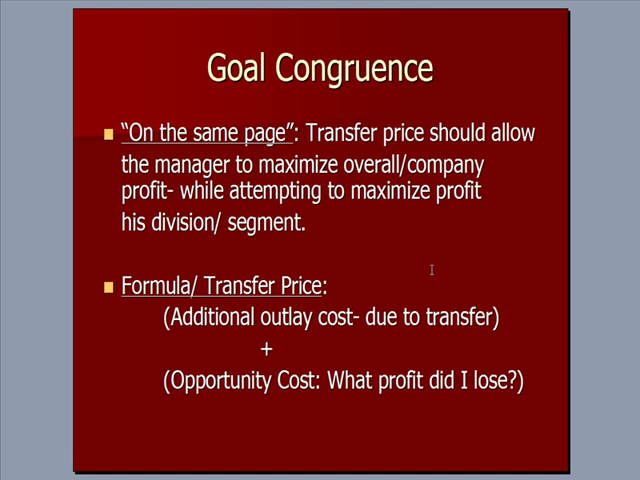 Goal Congruence
“On the same page”: Transfer price should allow
the manager to maximize overall/company
profit- while attempting to maximize profit
his division/ segment.
Formula/ Transfer Price:
(Additional outlay cost- due to transfer)
+
(Opportunity Cost: What profit did I lose?)